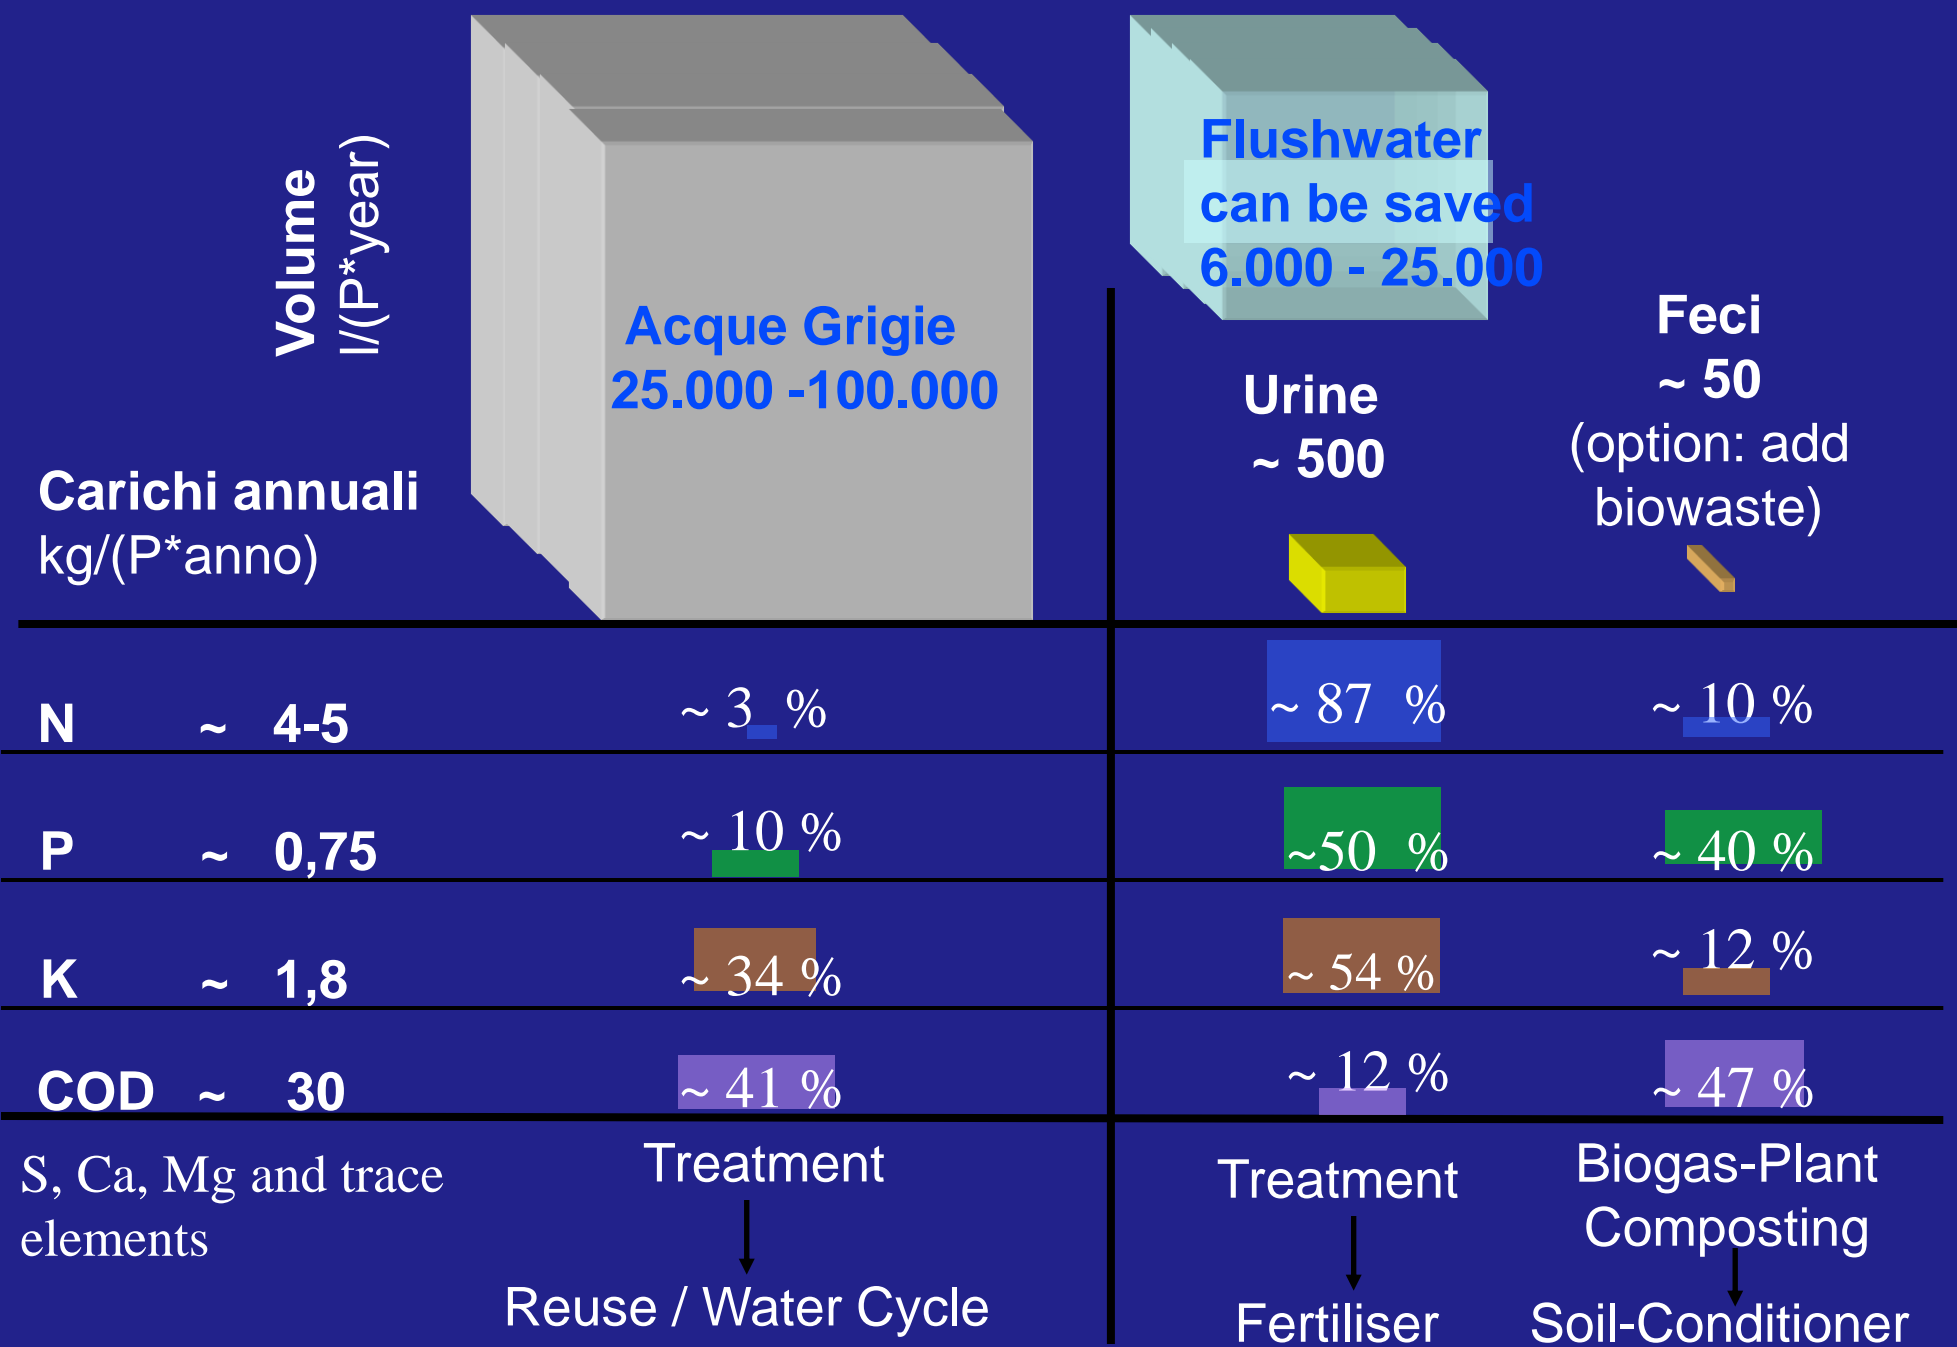 Volume
l/(P*year)
Flushwater
can be saved
6.000 - 25.000
Acque Grigie
25.000 -100.000
Urine
~ 500
Feci
~ 50
(option: add
biowaste)
Carichi annuali
kg/(P*anno)
N ~ 4-5 ~ 3 % ~ 87 % ~ 10 %
P ~ 0,75 ~ 10 % ~50 % ~ 40 %
K ~ 1,8 ~ 34 % ~ 54 % ~ 12 %
COD ~ 30 ~ 41 % ~ 12 % ~ 47 %
S, Ca, Mg and trace
elements
Treatment
Reuse / Water Cycle
Treatment
Fertiliser
Biogas-Plant
Composting
Soil-Conditioner